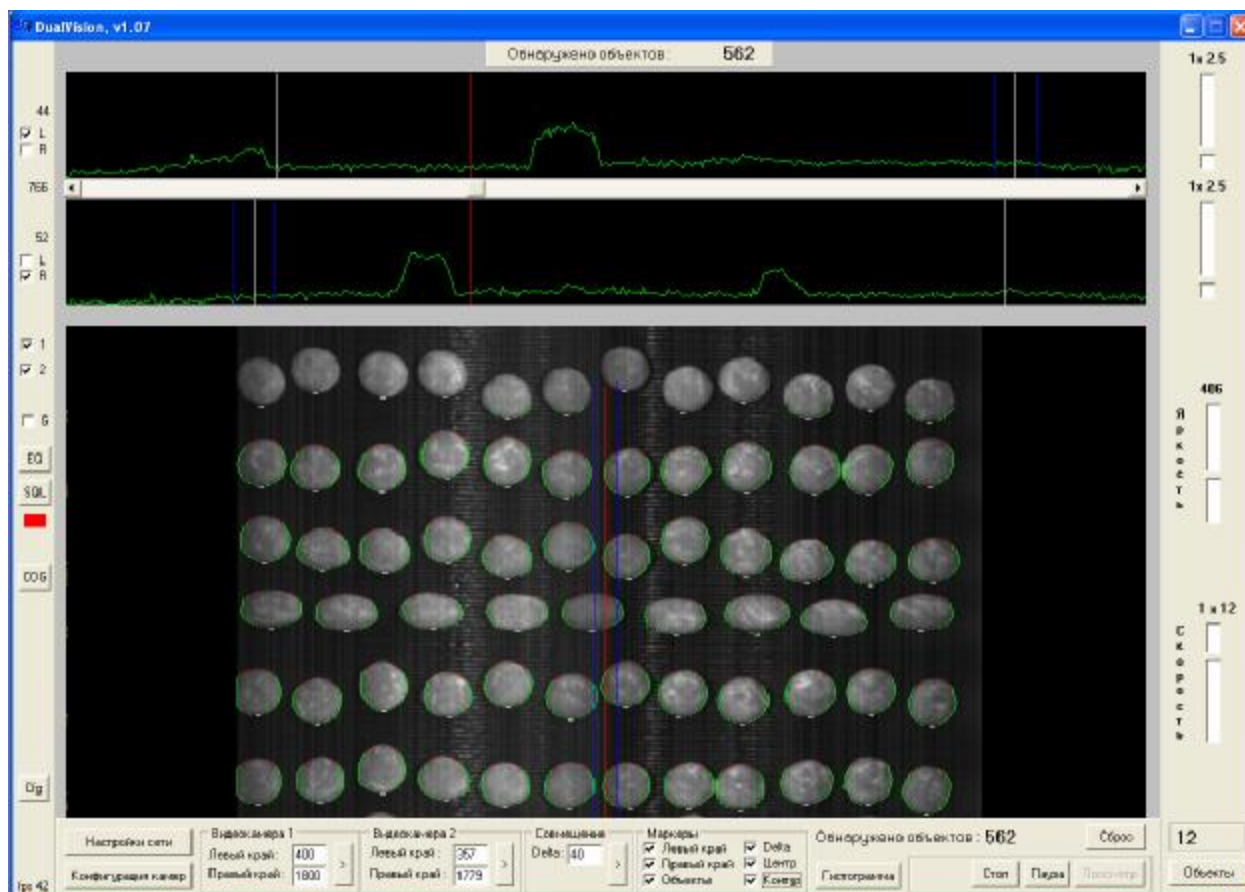 DualVision, v1.07
Обнаружено объектов : 562
1x 2.5
44
L
R
766
1x 2.5
52
L
R
1
2
G
406
Яркость
EQ
SQL
COG
1 x 12
Скорость
Dg
Настройки сети
Конфигурация камер
Видеокамера 1
Левый край: 400
Правый край: 1800
>
Видеокамера 2
Левый край: 357
Правый край: 1779
>
Совмещение
Delta: 40
>
Маркеры
Левый край Delta
Правый край Центр
Объекты Контур
Обнаружено объектов : 562
Сброс
Гистограмма
Стоп Пауза Просмотр
12
Объекты
fps 42